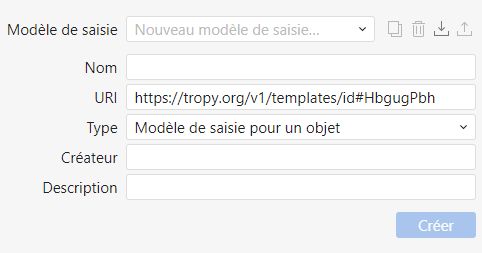 Modèle de saisie Nouveau modèle de saisie...
Nom
URI https://tropy.org/v1/templates/id#HbgugPbh
Type Modèle de saisie pour un objet
Créateur
Description
Créer